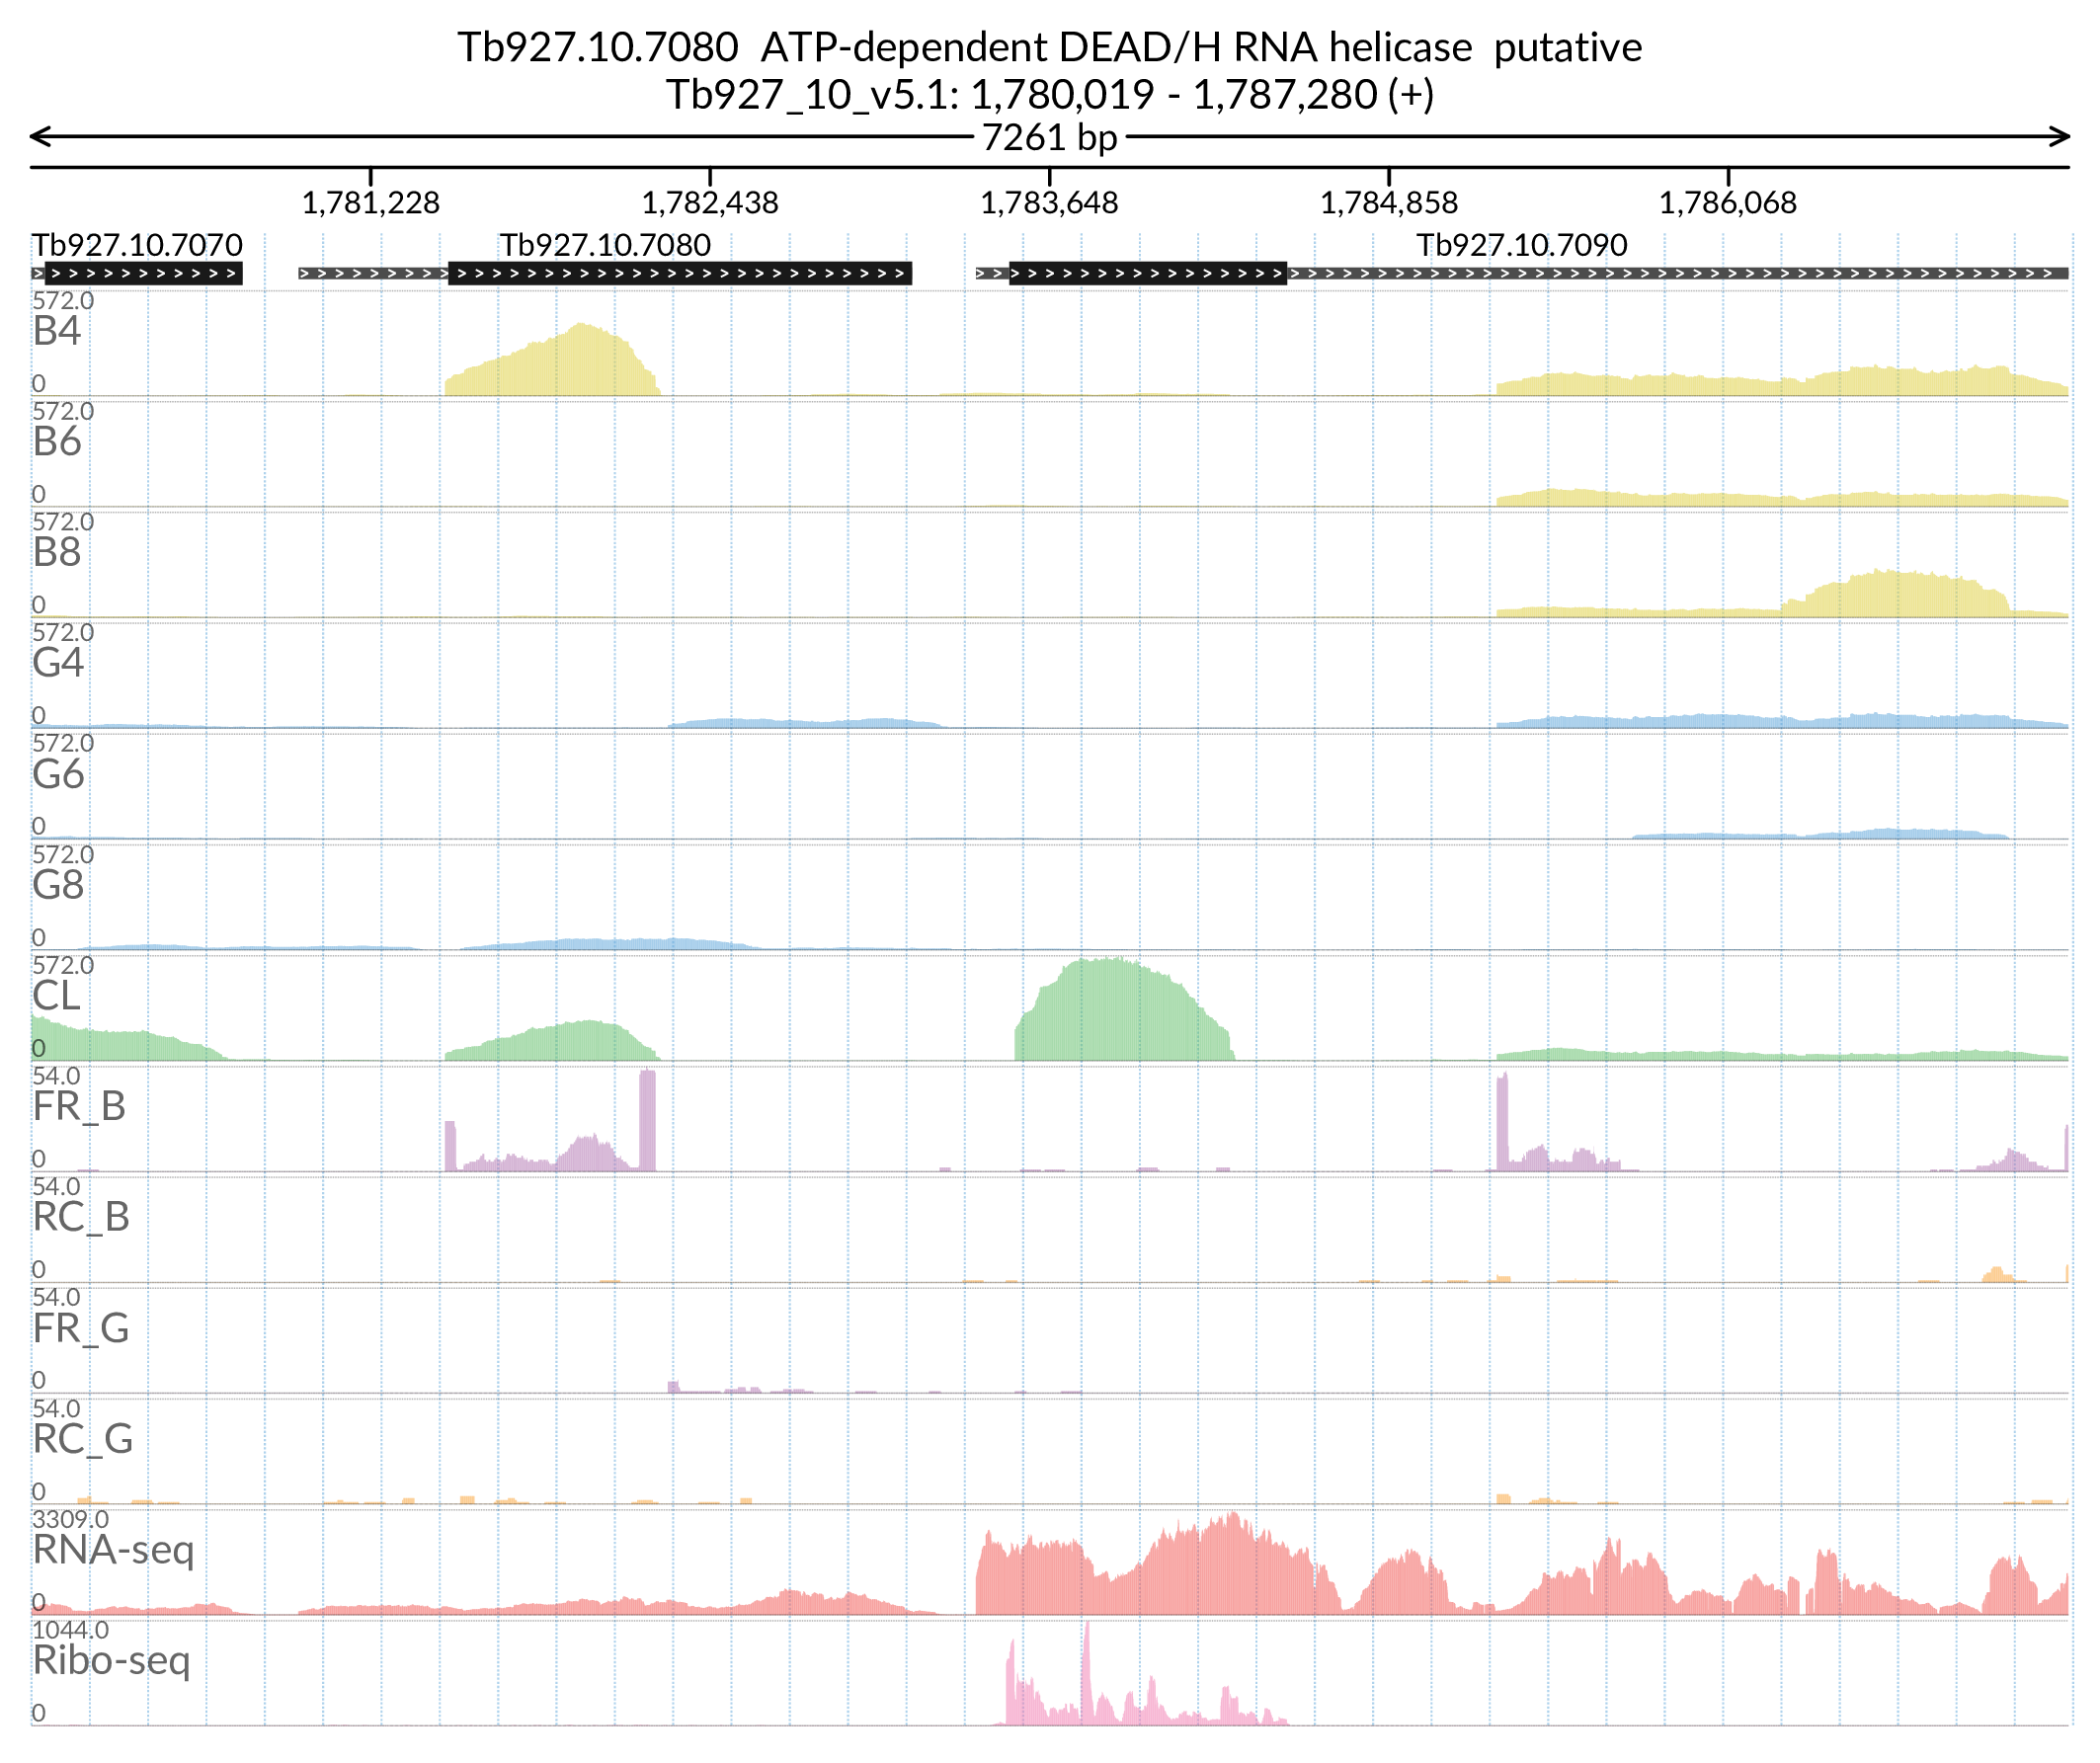 Tb927.10.7080 ATP-dependent DEAD/H RNA helicase putative
Tb927_10_v5.1: 1,780,019 - 1,787,280 (+)
7261 bp
1,781,228 1,782,438 1,783,648 1,784,858 1,786,068
Tb927.10.7070 Tb927.10.7080 Tb927.10.7090
572.0
B4
0
572.0
B6
0
572.0
B8
0
572.0
G4
0
572.0
G6
0
572.0
G8
0
572.0
CL
0
54.0
FR_B
0
54.0
RC_B
0
54.0
FR_G
0
54.0
RC_G
0
3309.0
RNA-seq
0
1044.0
Ribo-seq
0